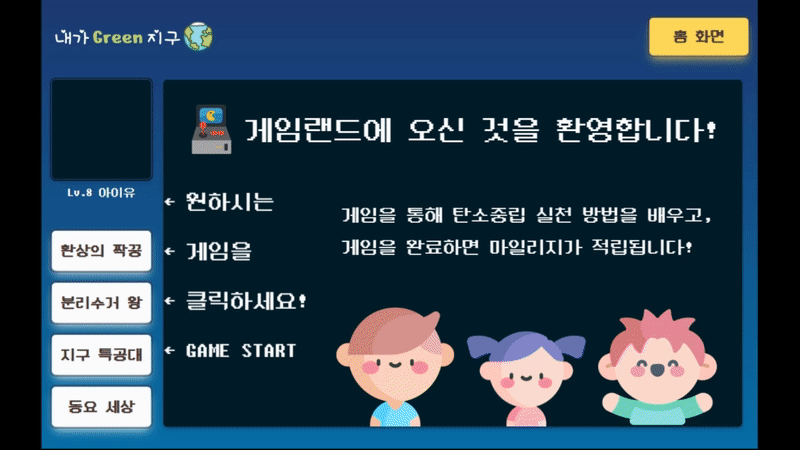 내가 Green 지구
홈 화면
게임랜드에 오신 것을 환영합니다!
Lv.8 아이유
← 원하시는
← 게임을
← 클릭하세요!
← GAME START
게임을 통해 탄소중립 실천 방법을 배우고,
게임을 완료하면 마일리지가 적립됩니다!
환상의 짝꿍
분리수거 왕
지구 특공대
동요 세상